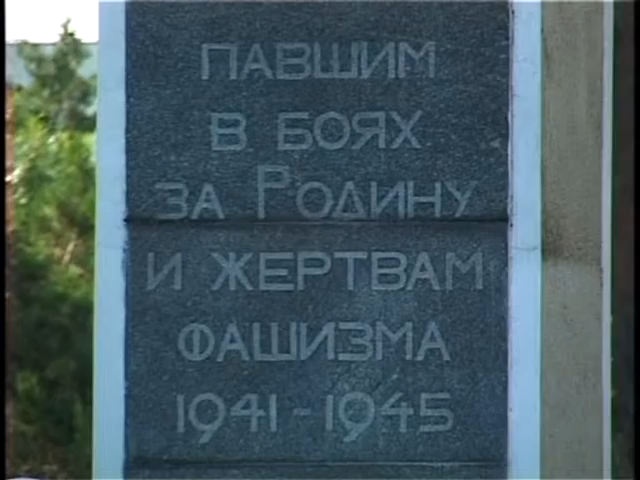 ПАВШИМ
В БОЯХ
ЗА РОДИНУ
И ЖЕРТВАМ
ФАШИЗМА
1941-1945